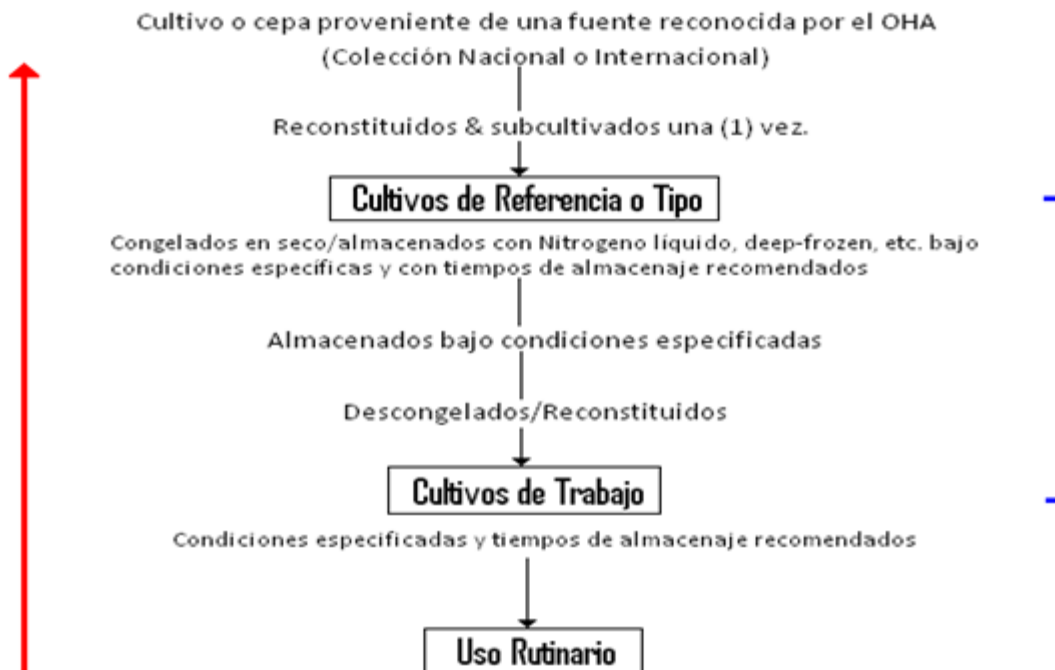 Cultivo o cepa proveniente de una fuente reconocida por el OHA
(Colección Nacional o Internacional)
Reconstituidos & subcultivados una (1) vez.
Cultivos de Referencia o Tipo
Congelados en seco/almacenados con Nitrogeno líquido, deep-frozen, etc. bajo
condiciones específicas y con tiempos de almacenaje recomendados
Almacenados bajo condiciones especificadas
Descongelados/Reconstituidos
Cultivos de Trabajo
Condiciones especificadas y tiempos de almacenaje recomendados
Uso Rutinario